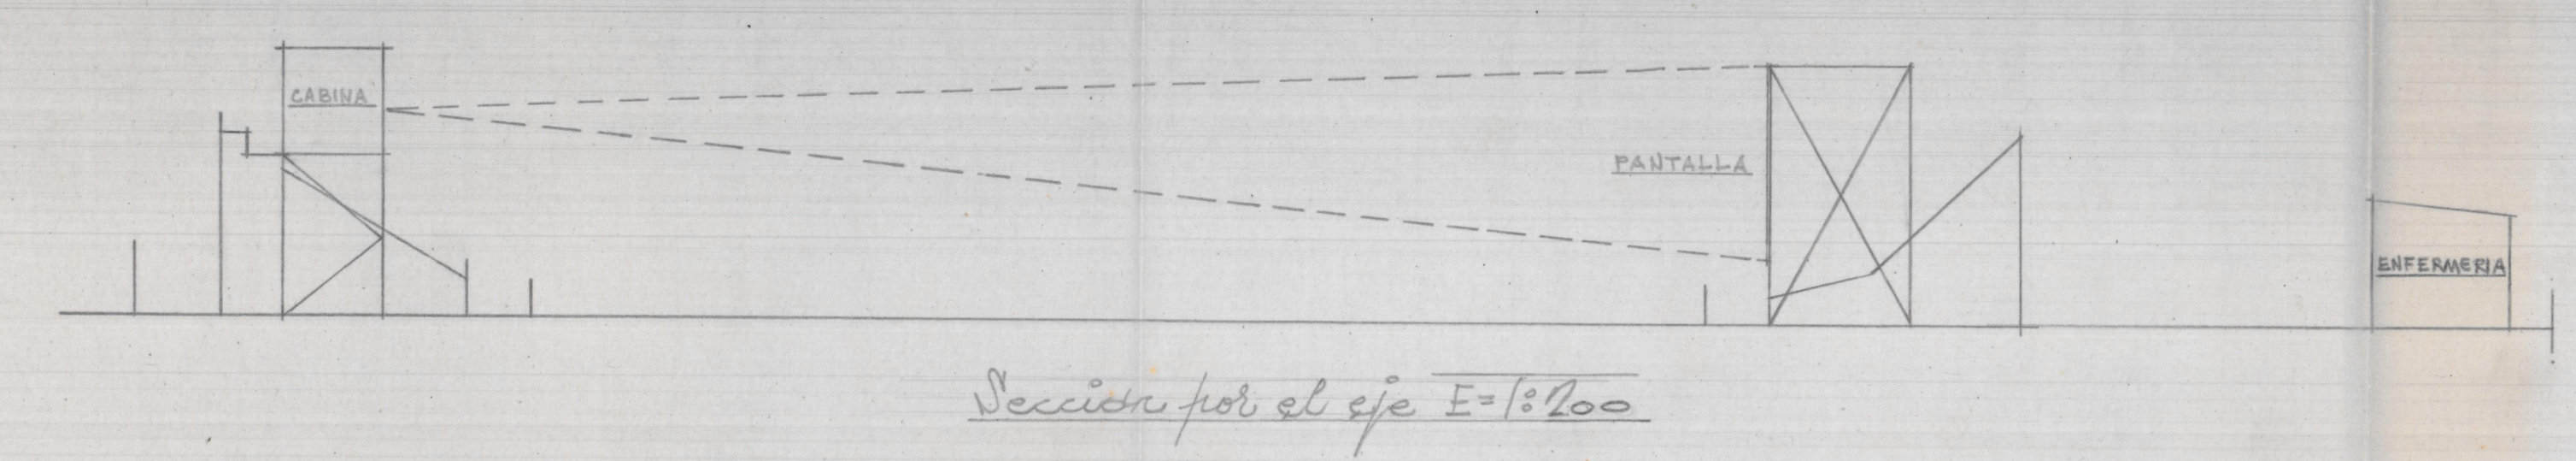 CABINA
PANTALLA
ENFERMERIA
Sección por el eje E=1:200